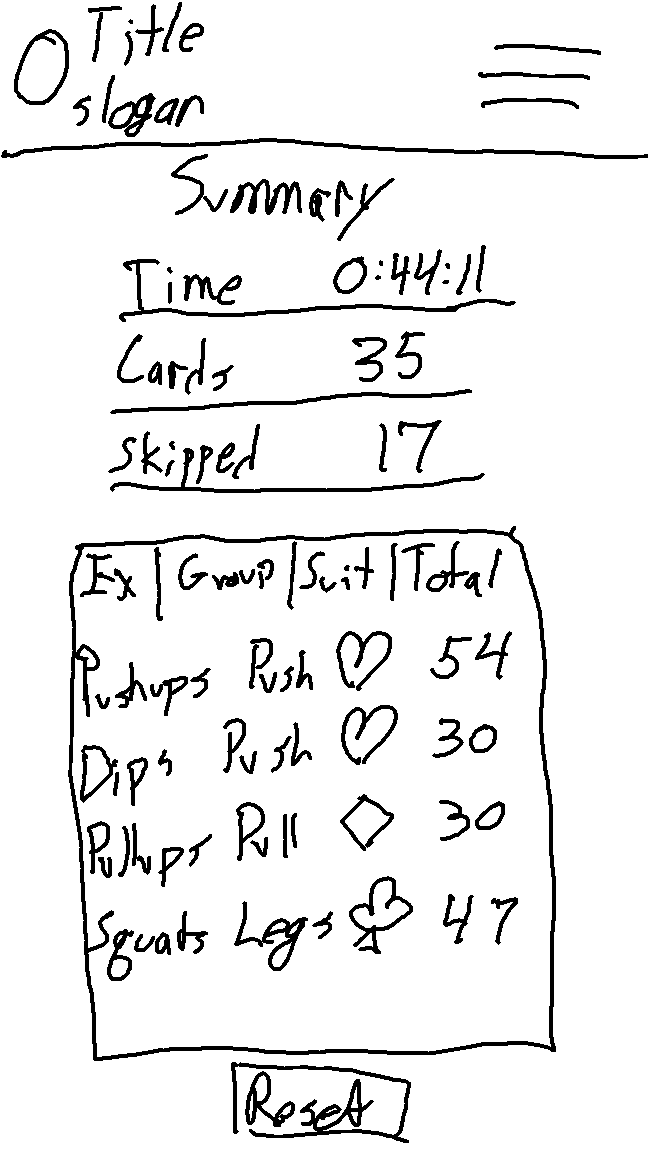 Title
slogan
Summary
Time 0:44:11
Cards 35
Skipped 17
Ex | Group | Suit | Total
Pushups Push ♡ 54
Dips Push ♡ 30
Pullups Pull ◇ 30
Squats Legs ♧ 47
Reset